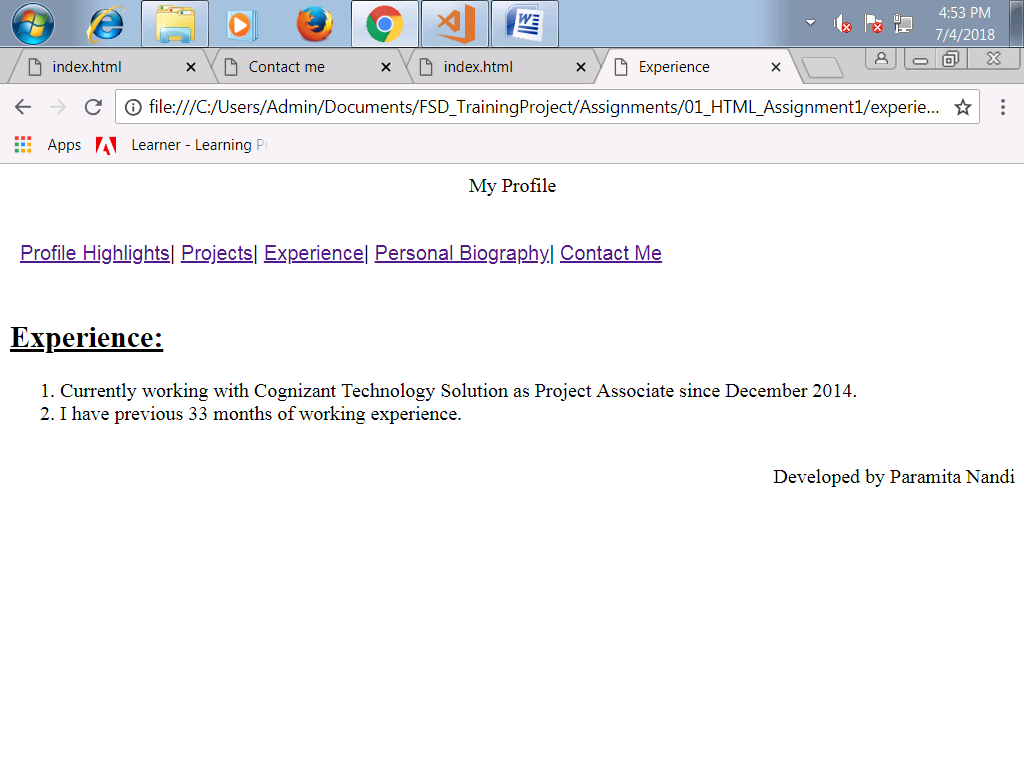 4:53 PM
7/4/2018
index.html
Contact me
index.html
Experience
file:///C:/Users/Admin/Documents/FSD_TrainingProject/Assignments/01_HTML_Assignment1/experie...
Apps
Learner - Learning
My Profile
Profile Highlights| Projects| Experience| Personal Biography| Contact Me
Experience:
1. Currently working with Cognizant Technology Solution as Project Associate since December 2014.
2. I have previous 33 months of working experience.
Developed by Paramita Nandi